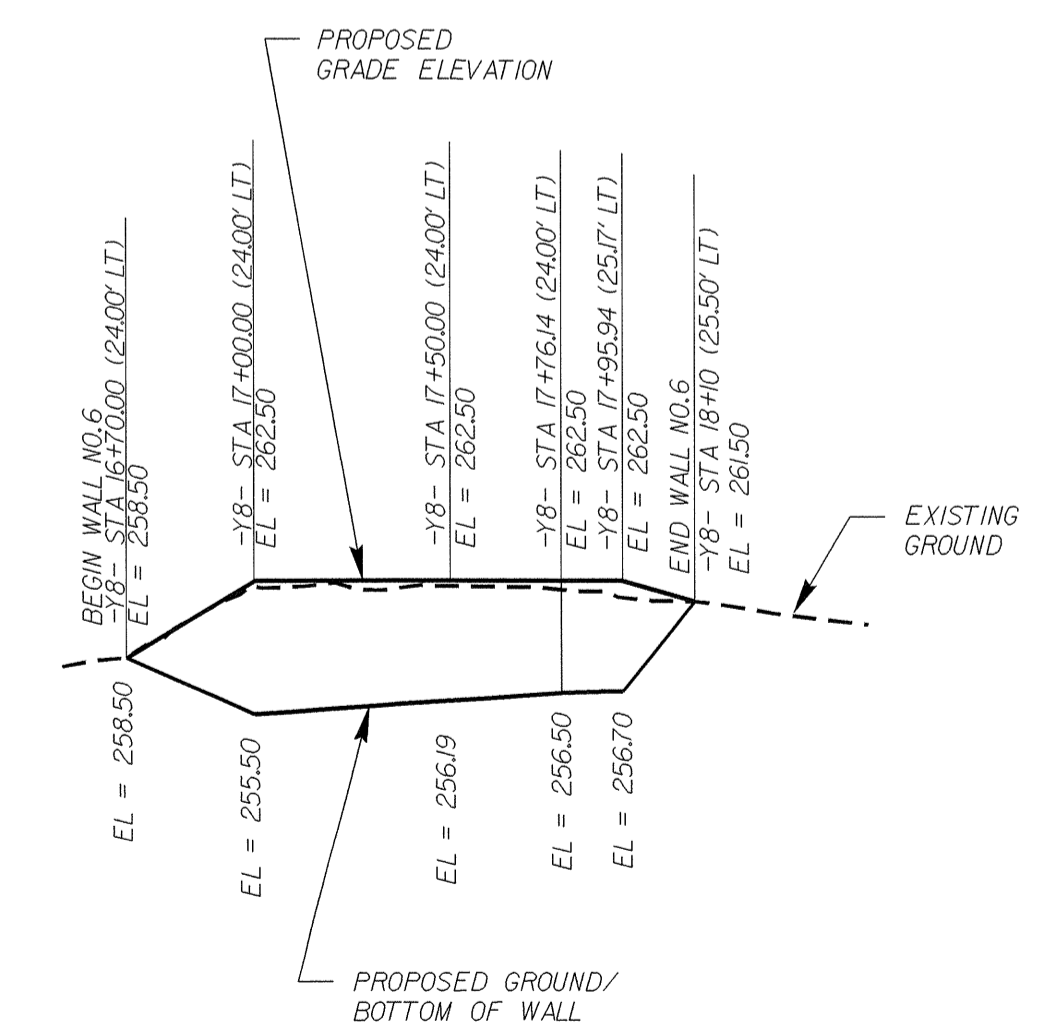 PROPOSED
GRADE ELEVATION
BEGIN WALL NO.6
-Y8- STA 16+70.00 (24.00' LT)
EL = 258.50
-Y8- STA 17+00.00 (24.00' LT)
EL = 262.50
-Y8- STA 17+50.00 (24.00' LT)
EL = 262.50
-Y8- STA 17+76.14 (24.00' LT)
EL = 262.50
-Y8- STA 17+95.94 (25.17' LT)
EL = 262.50
END WALL NO.6
-Y8- STA 18+10 (25.50' LT)
EL = 261.50
EXISTING
GROUND
EL = 258.50
EL = 255.50
EL = 256.19
EL = 256.50
EL = 256.70
PROPOSED GROUND/
BOTTOM OF WALL